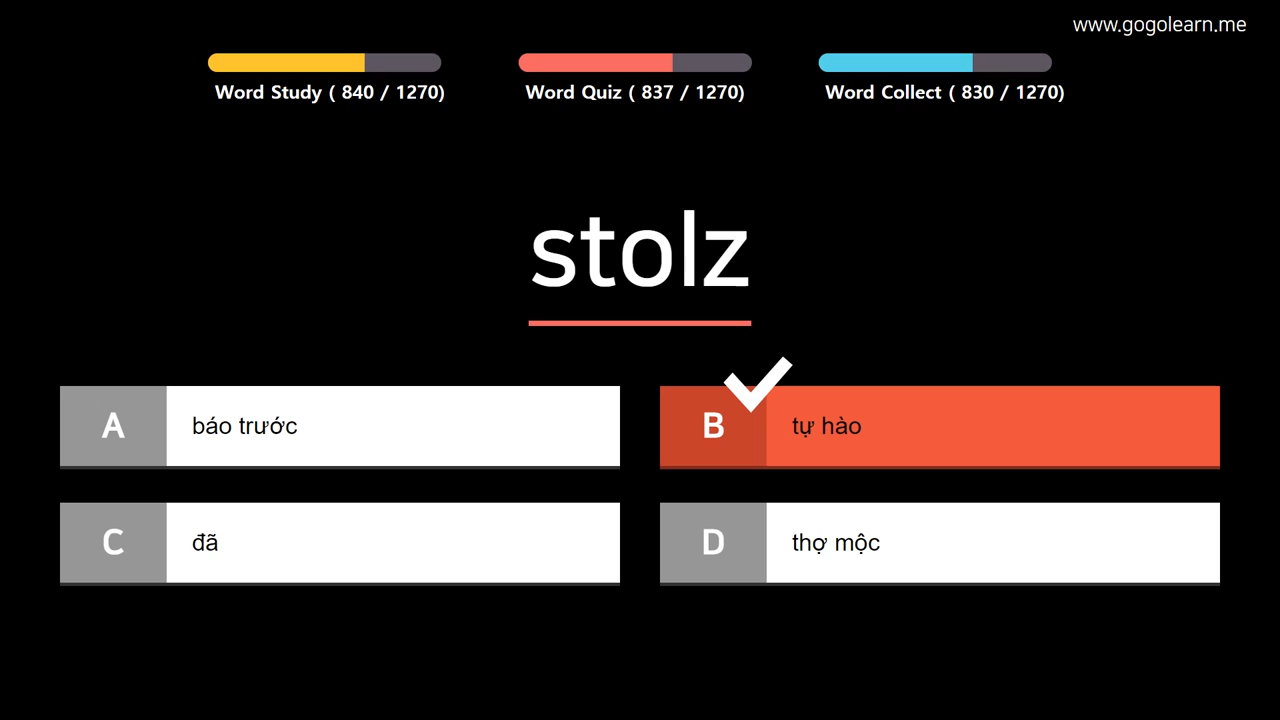 www.gogolearn.me
Word Study ( 840 / 1270)
Word Quiz ( 837 / 1270)
Word Collect ( 830 / 1270)
stolz
A báo trước
B tự hào
C đã
D thợ mộc